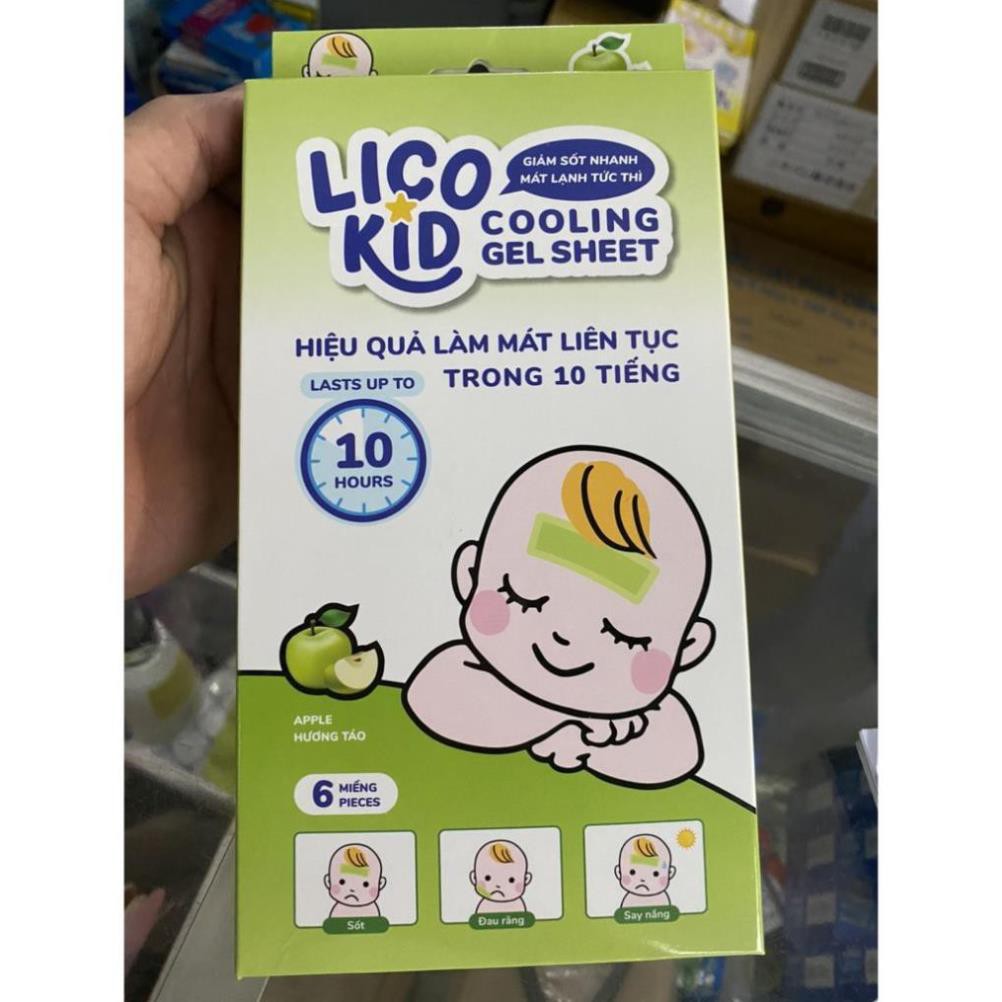 LICO
KID
GIẢM SỐT NHANH
MÁT LẠNH TỨC THÌ
COOLING
GEL SHEET
HIỆU QUẢ LÀM MÁT LIÊN TỤC
TRONG 10 TIẾNG
LASTS UP TO
10
HOURS
APPLE
HƯƠNG TÁO
6 MIẾNG
PIECES
Sốt
Đau răng
Say nắng